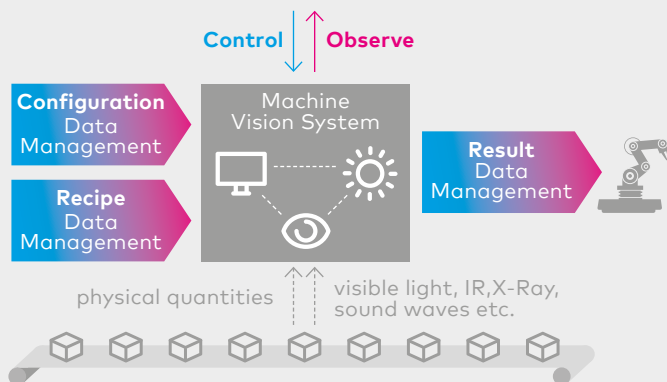 Control Observe
Configuration
Data
Management
Machine
Vision System
Result
Data
Management
Recipe
Data
Management
physical quantities
visible light, IR,X-Ray,
sound waves etc.